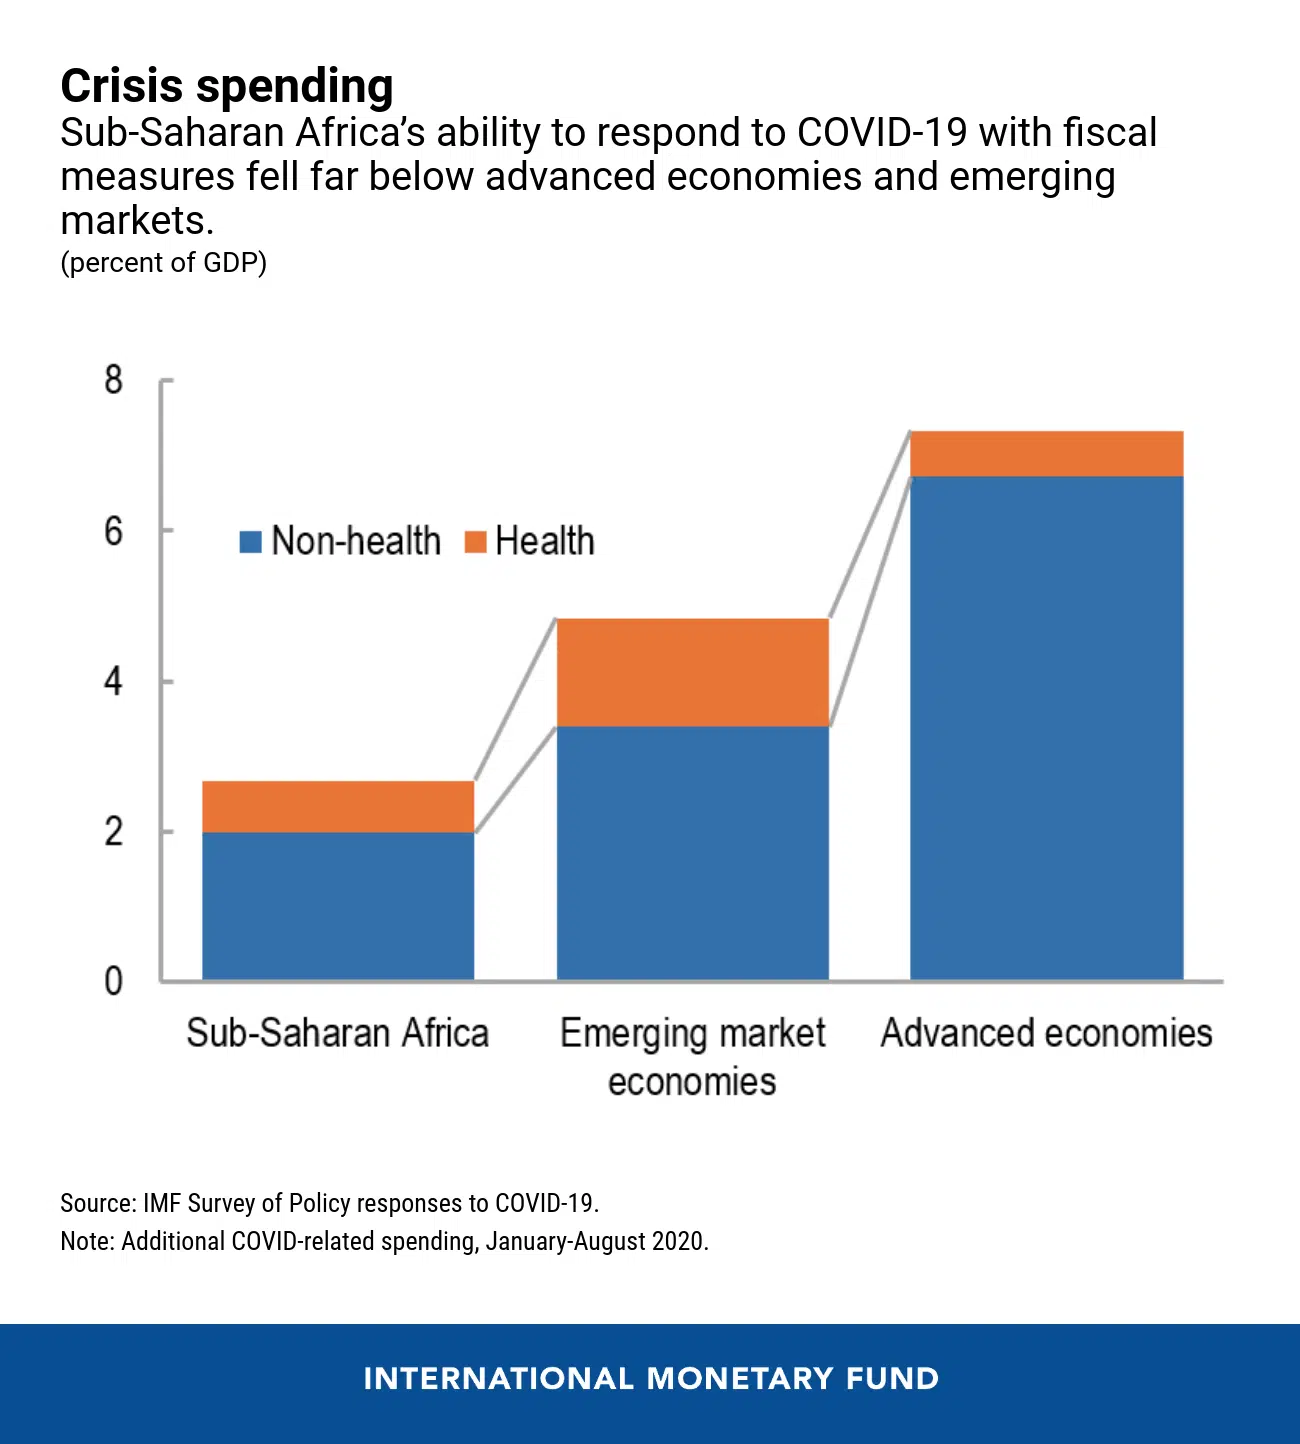 Crisis spending
Sub-Saharan Africa’s ability to respond to COVID-19 with fiscal
measures fell far below advanced economies and emerging
markets.
(percent of GDP)
8
6
4
2
0
Non-health
Health
Sub-Saharan Africa
Emerging market
economies
Advanced economies
Source: IMF Survey of Policy responses to COVID-19.
Note: Additional COVID-related spending, January-August 2020.
INTERNATIONAL MONETARY FUND